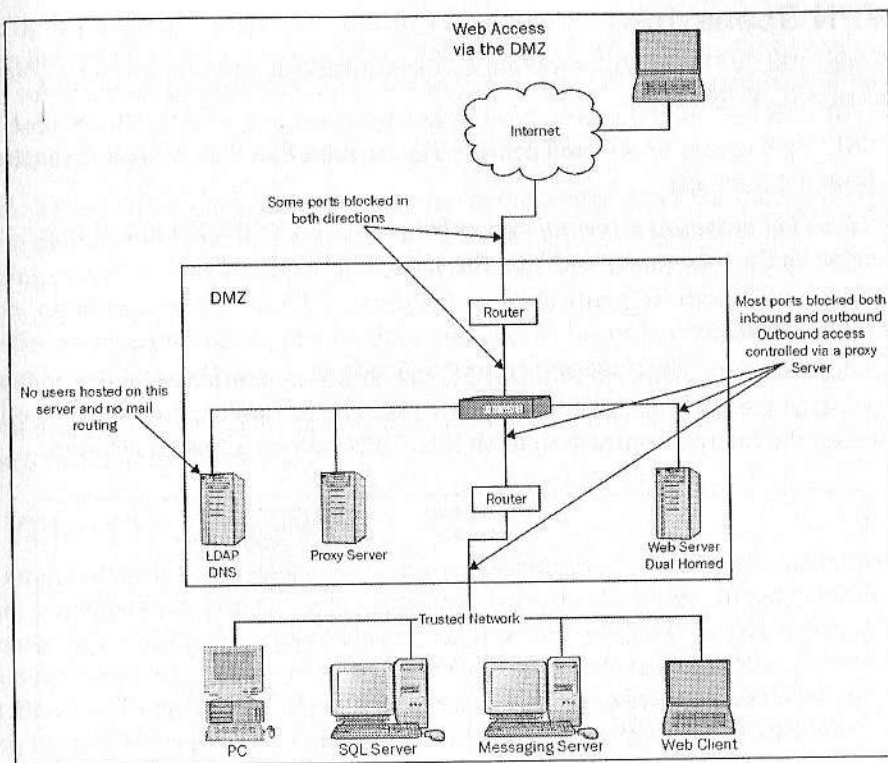 Web Access
via the DMZ
Internet
Some ports blocked in
both directions
DMZ
Router
Most ports blocked both
inbound and outbound
Outbound access
controlled via a proxy
Server
No users hosted on this
server and no mail
routing
Router
LDAP
DNS
Proxy Server
Web Server
Dual Homed
Trusted Network
PC
SQL Server
Messaging Server
Web Client